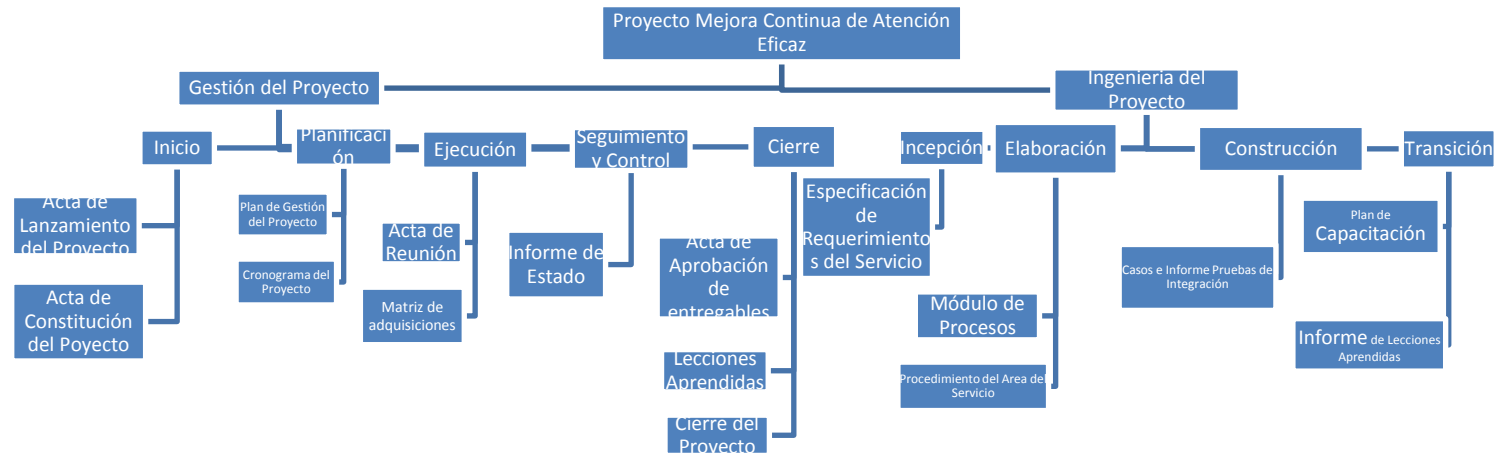 Proyecto Mejora Continua de Atención
Eficaz
Gestión del Proyecto
Ingeniería del
Proyecto
Inicio
Planificaci
ón
Ejecución
Seguimiento
y Control
Cierre
Incepción
Elaboración
Construcción
Transición
Acta de
Lanzamiento
del Proyecto
Acta de
Constitución
del Poyecto
Plan de Gestión
del Proyecto
Cronograma del
Proyecto
Acta de
Reunión
Matriz de
adquisiciones
Informe de
Estado
Acta de
Aprobación
de
entregables
Lecciones
Aprendidas
Cierre del
Proyecto
Especificación
de
Requerimiento
s del Servicio
Módulo de
Procesos
Procedimiento del Area del
Servicio
Casos e Informe Pruebas de
Integración
Plan de
Capacitación
Informe de Lecciones
Aprendidas